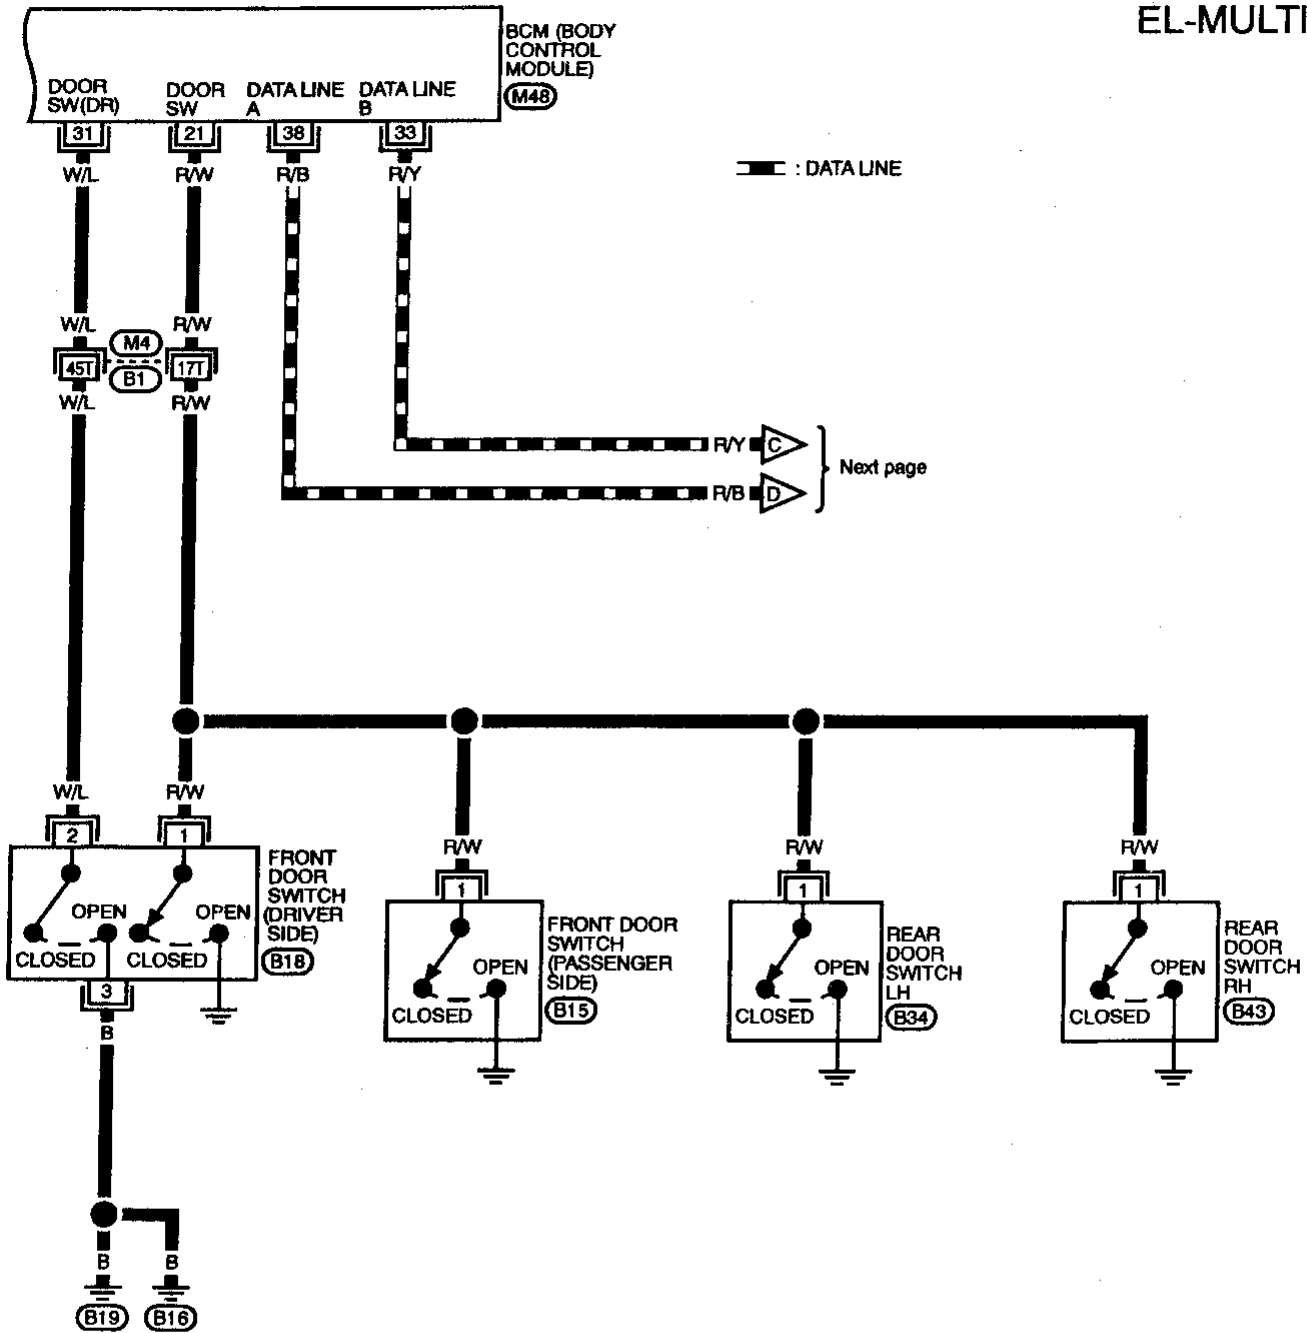 EL-MULTI
BCM (BODY
CONTROL
MODULE)
M48
DOOR
SW(DR)
DOOR
SW
DATA LINE
A
DATA LINE
B
31
21
38
33
W/L
R/W
R/B
R/Y
: DATA LINE
W/L
R/W
M4
45T
17T
B1
W/L
R/W
R/Y
C
Next page
R/B
D
W/L
R/W
2
1
FRONT
DOOR
SWITCH
(DRIVER
SIDE)
B18
OPEN
OPEN
CLOSED
CLOSED
3
B
R/W
1
FRONT DOOR
SWITCH
(PASSENGER
SIDE)
B15
OPEN
CLOSED
R/W
1
REAR
DOOR
SWITCH
LH
B34
OPEN
CLOSED
R/W
1
REAR
DOOR
SWITCH
RH
B43
OPEN
CLOSED
B
B
B19
B16